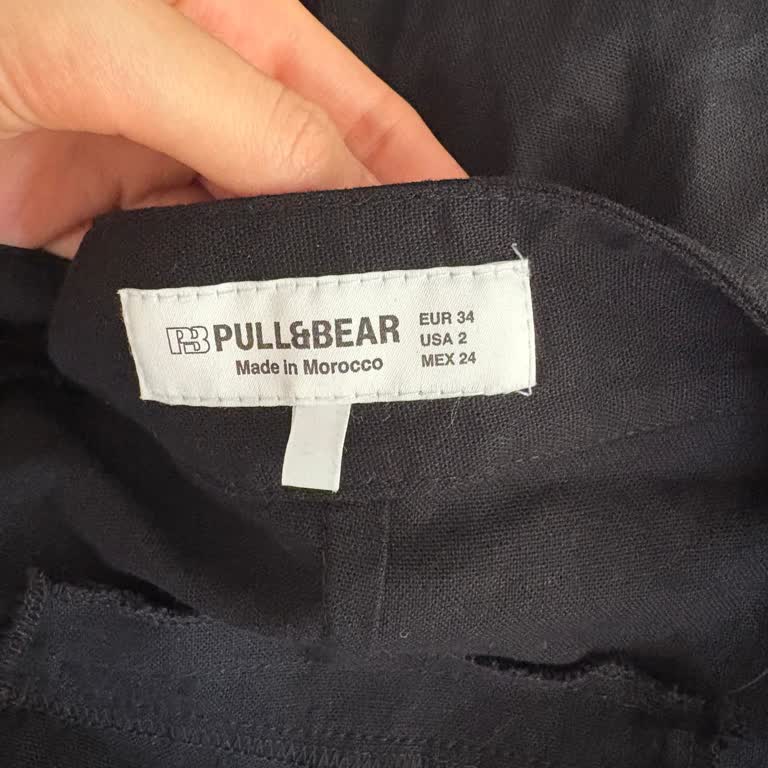 PB PULL&BEAR
Made in Morocco
EUR 34
USA 2
MEX 24